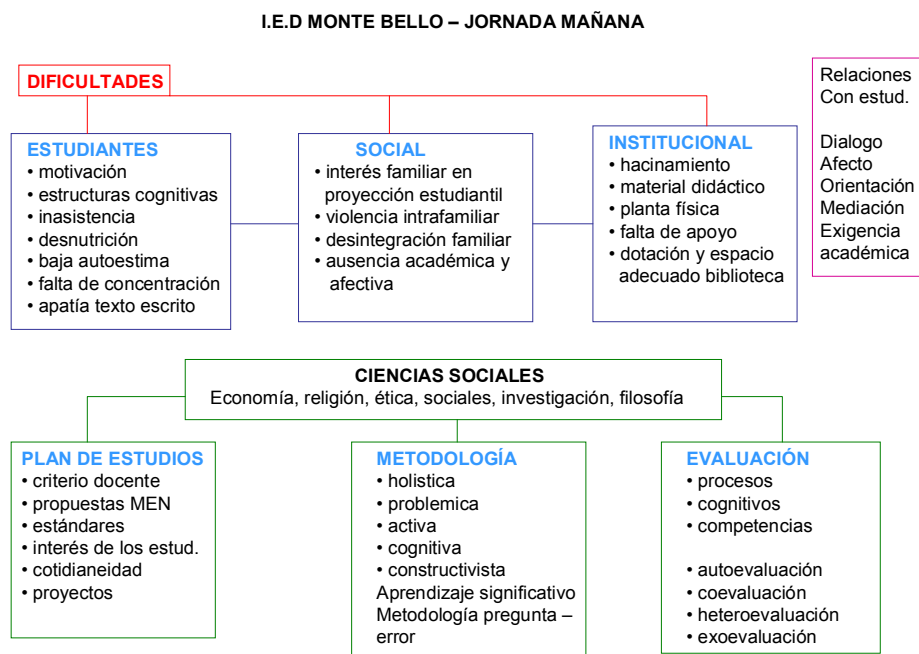 I.E.D MONTE BELLO – JORNADA MAÑANA
DIFICULTADES
ESTUDIANTES
• motivación
• estructuras cognitivas
• inasistencia
• desnutrición
• baja autoestima
• falta de concentración
• apatía texto escrito
SOCIAL
• interés familiar en
proyección estudiantil
• violencia intrafamiliar
• desintegración familiar
• ausencia académica y
afectiva
INSTITUCIONAL
• hacinamiento
• material didáctico
• planta física
• falta de apoyo
• dotación y espacio
adecuado biblioteca
Relaciones
Con estud.
Dialogo
Afecto
Orientación
Mediación
Exigencia
académica
CIENCIAS SOCIALES
Economía, religión, ética, sociales, investigación, filosofía
PLAN DE ESTUDIOS
• criterio docente
• propuestas MEN
• estándares
• interés de los estud.
• cotidianeidad
• proyectos
METODOLOGÍA
• holistica
• problemica
• activa
• cognitiva
• constructivista
Aprendizaje significativo
Metodología pregunta –
error
EVALUACIÓN
• procesos
• cognitivos
• competencias
• autoevaluación
• coevaluación
• heteroevaluación
• exoevaluación